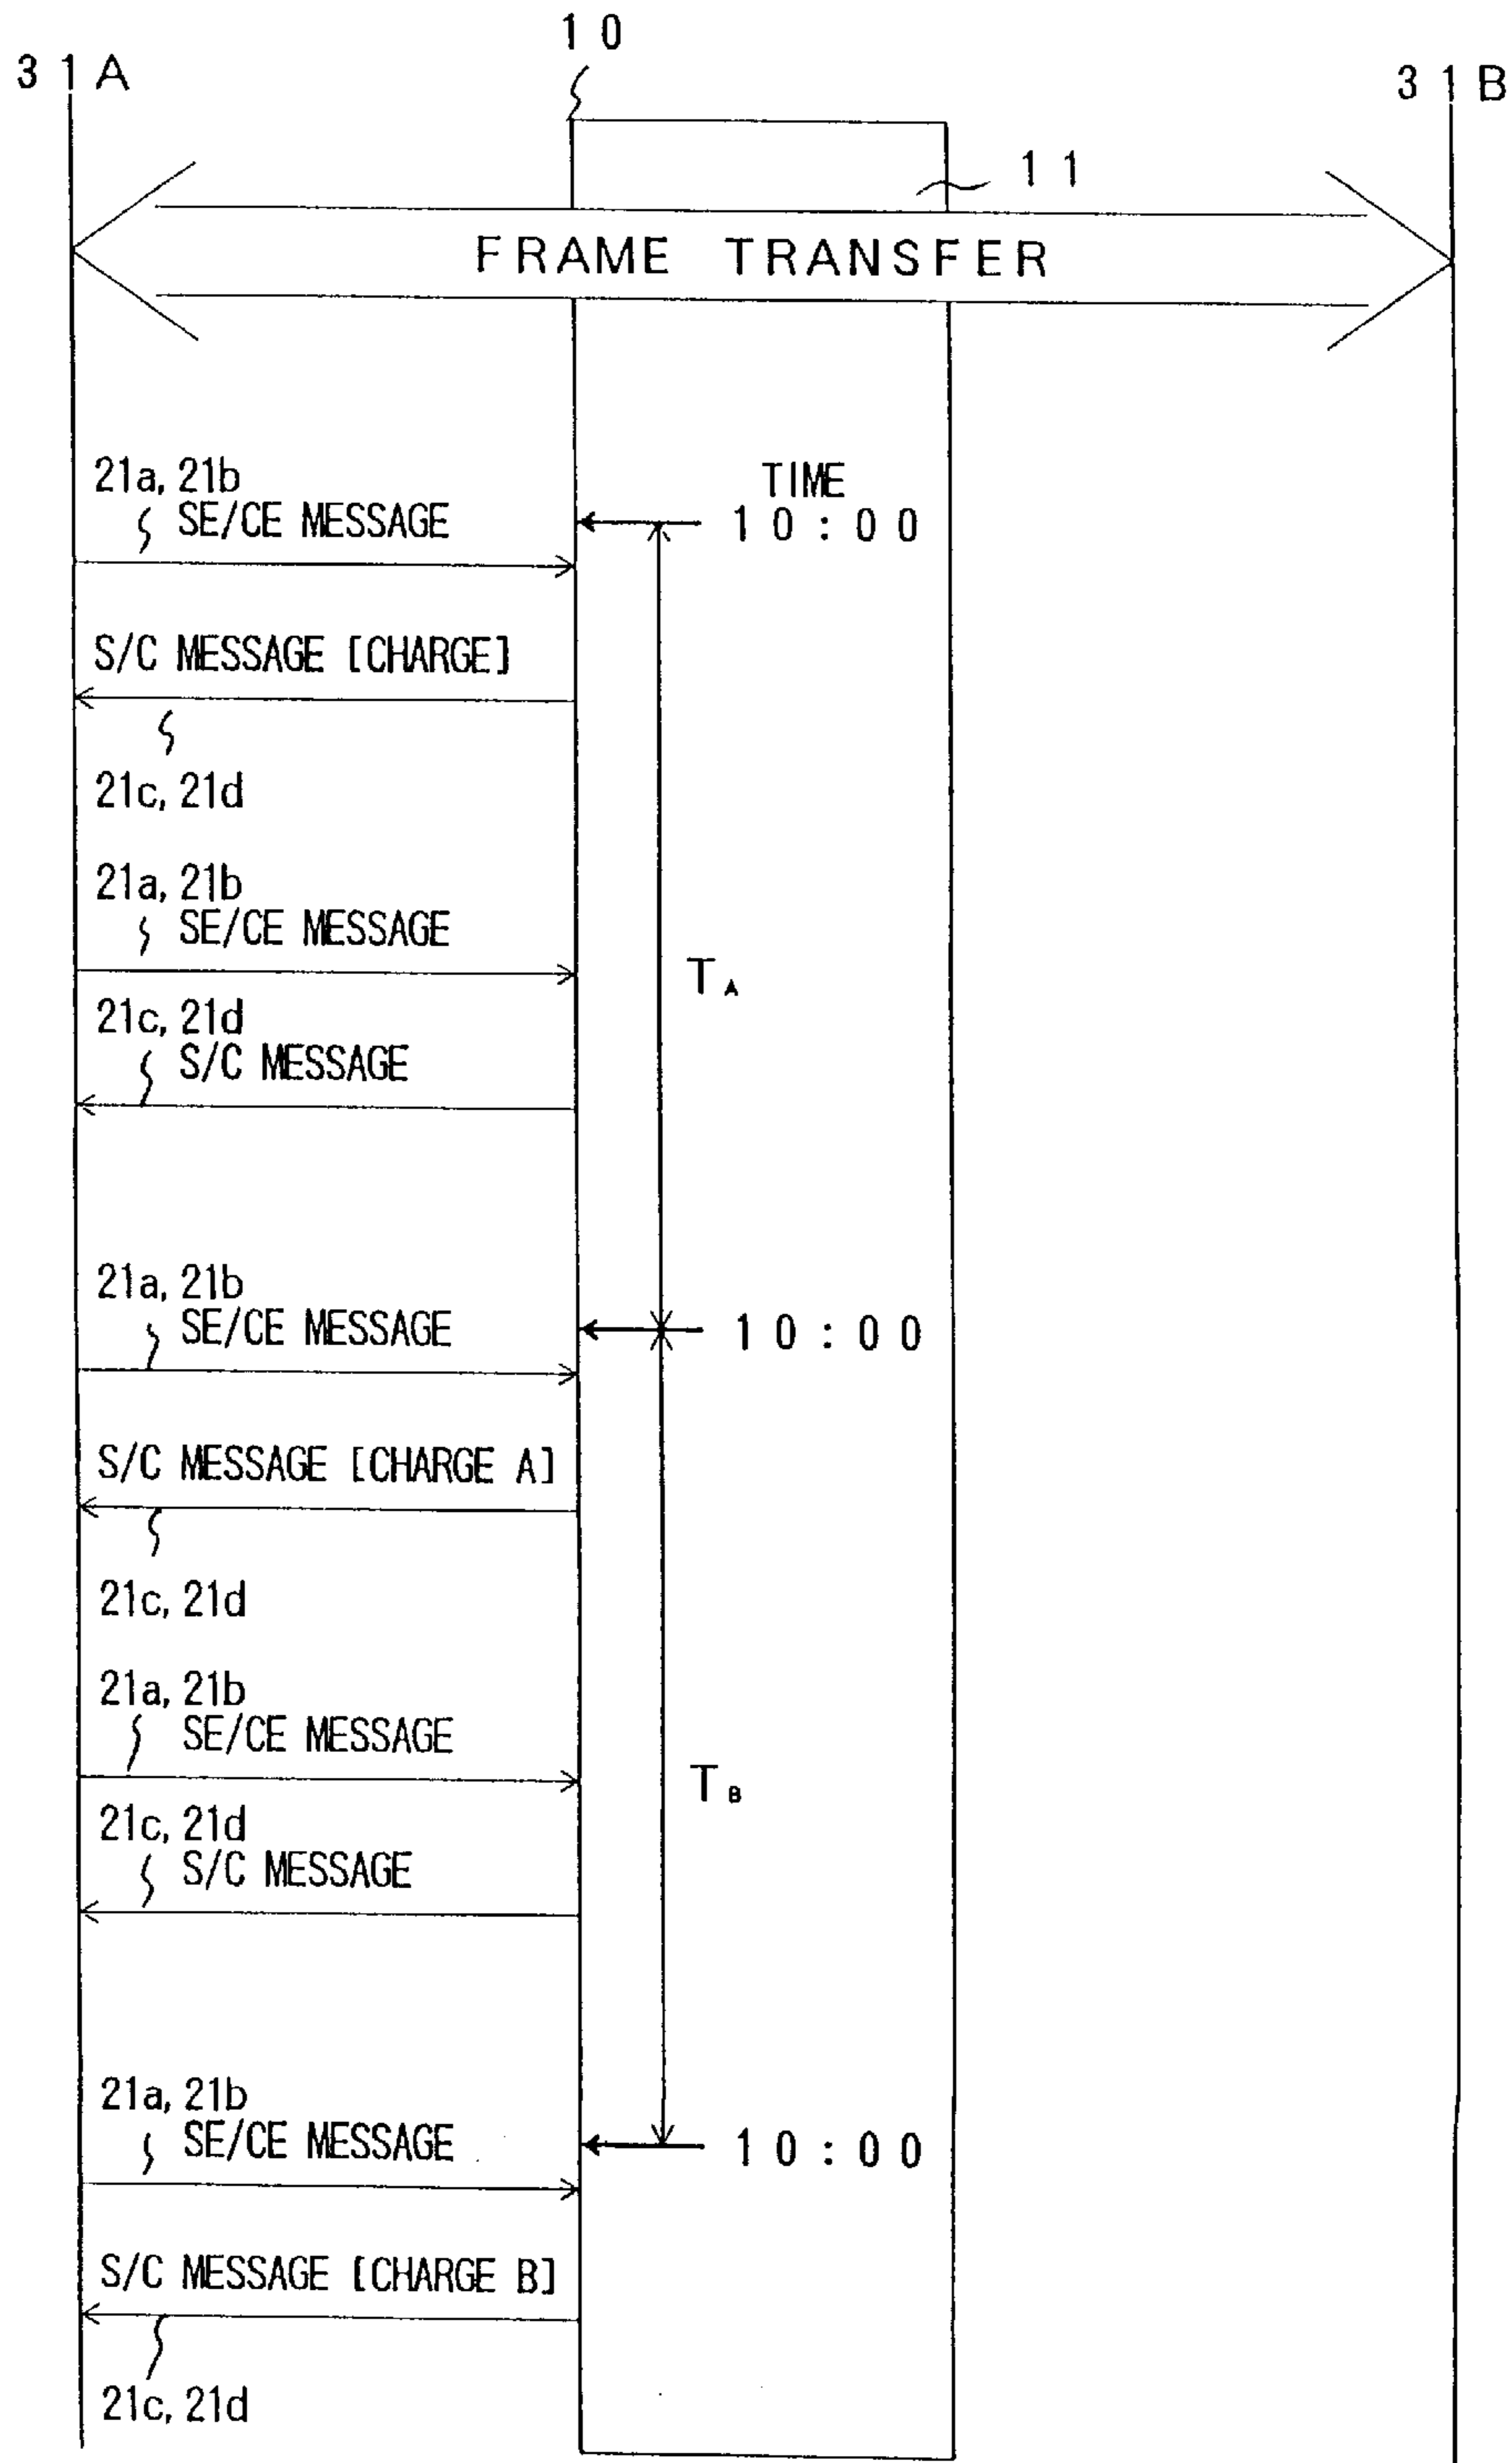 10
31A
31B
11
FRAME TRANSFER
21a, 21b
SE/CE MESSAGE
TIME
10:00
S/C MESSAGE [CHARGE]
21c, 21d
21a, 21b
SE/CE MESSAGE
TA
21c, 21d
S/C MESSAGE
21a, 21b
SE/CE MESSAGE
10:00
S/C MESSAGE [CHARGE A]
21c, 21d
21a, 21b
SE/CE MESSAGE
TB
21c, 21d
S/C MESSAGE
21a, 21b
SE/CE MESSAGE
10:00
S/C MESSAGE [CHARGE B]
21c, 21d